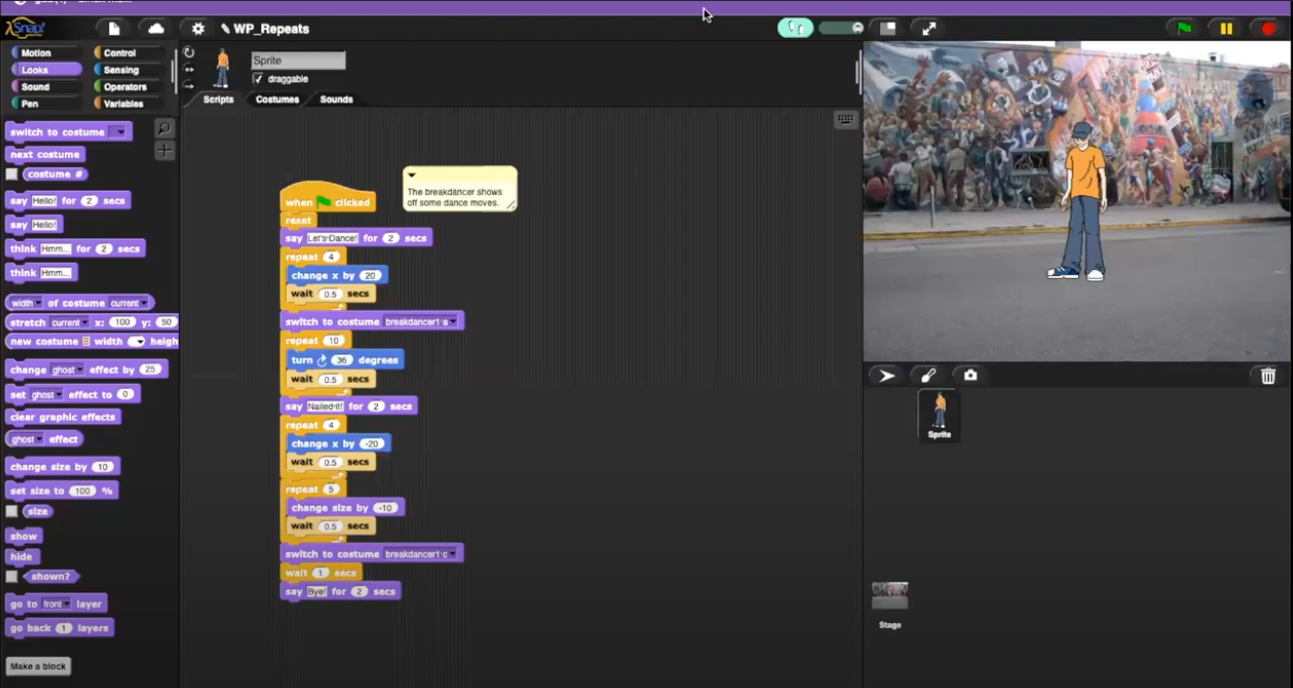 Snap!
WP_Repeats
Motion
Control
Looks
Sensing
Sound
Operators
Pen
Variables
Sprite
draggable
Scripts
Costumes
Sounds
switch to costume
next costume
costume #
say Hello! for 2 secs
say Hello!
think Hmm... for 2 secs
think Hmm...
width of costume current
stretch current x: 100 y: 50
new costume width heigh
change ghost effect by 25
set ghost effect to 0
clear graphic effects
ghost effect
change size by 10
set size to 100 %
size
show
hide
shown?
go to front layer
go back 1 layers
Make a block
The breakdancer shows
off some dance moves.
when clicked
reset
say Let's Dance! for 2 secs
repeat 4
change x by 20
wait 0.5 secs
switch to costume breakdancer1 a
repeat 10
turn 36 degrees
wait 0.5 secs
say Nailed it! for 2 secs
repeat 4
change x by -20
wait 0.5 secs
repeat 5
change size by -10
wait 0.5 secs
switch to costume breakdancer1 c
wait 1 secs
say Bye! for 2 secs
Sprite
Stage